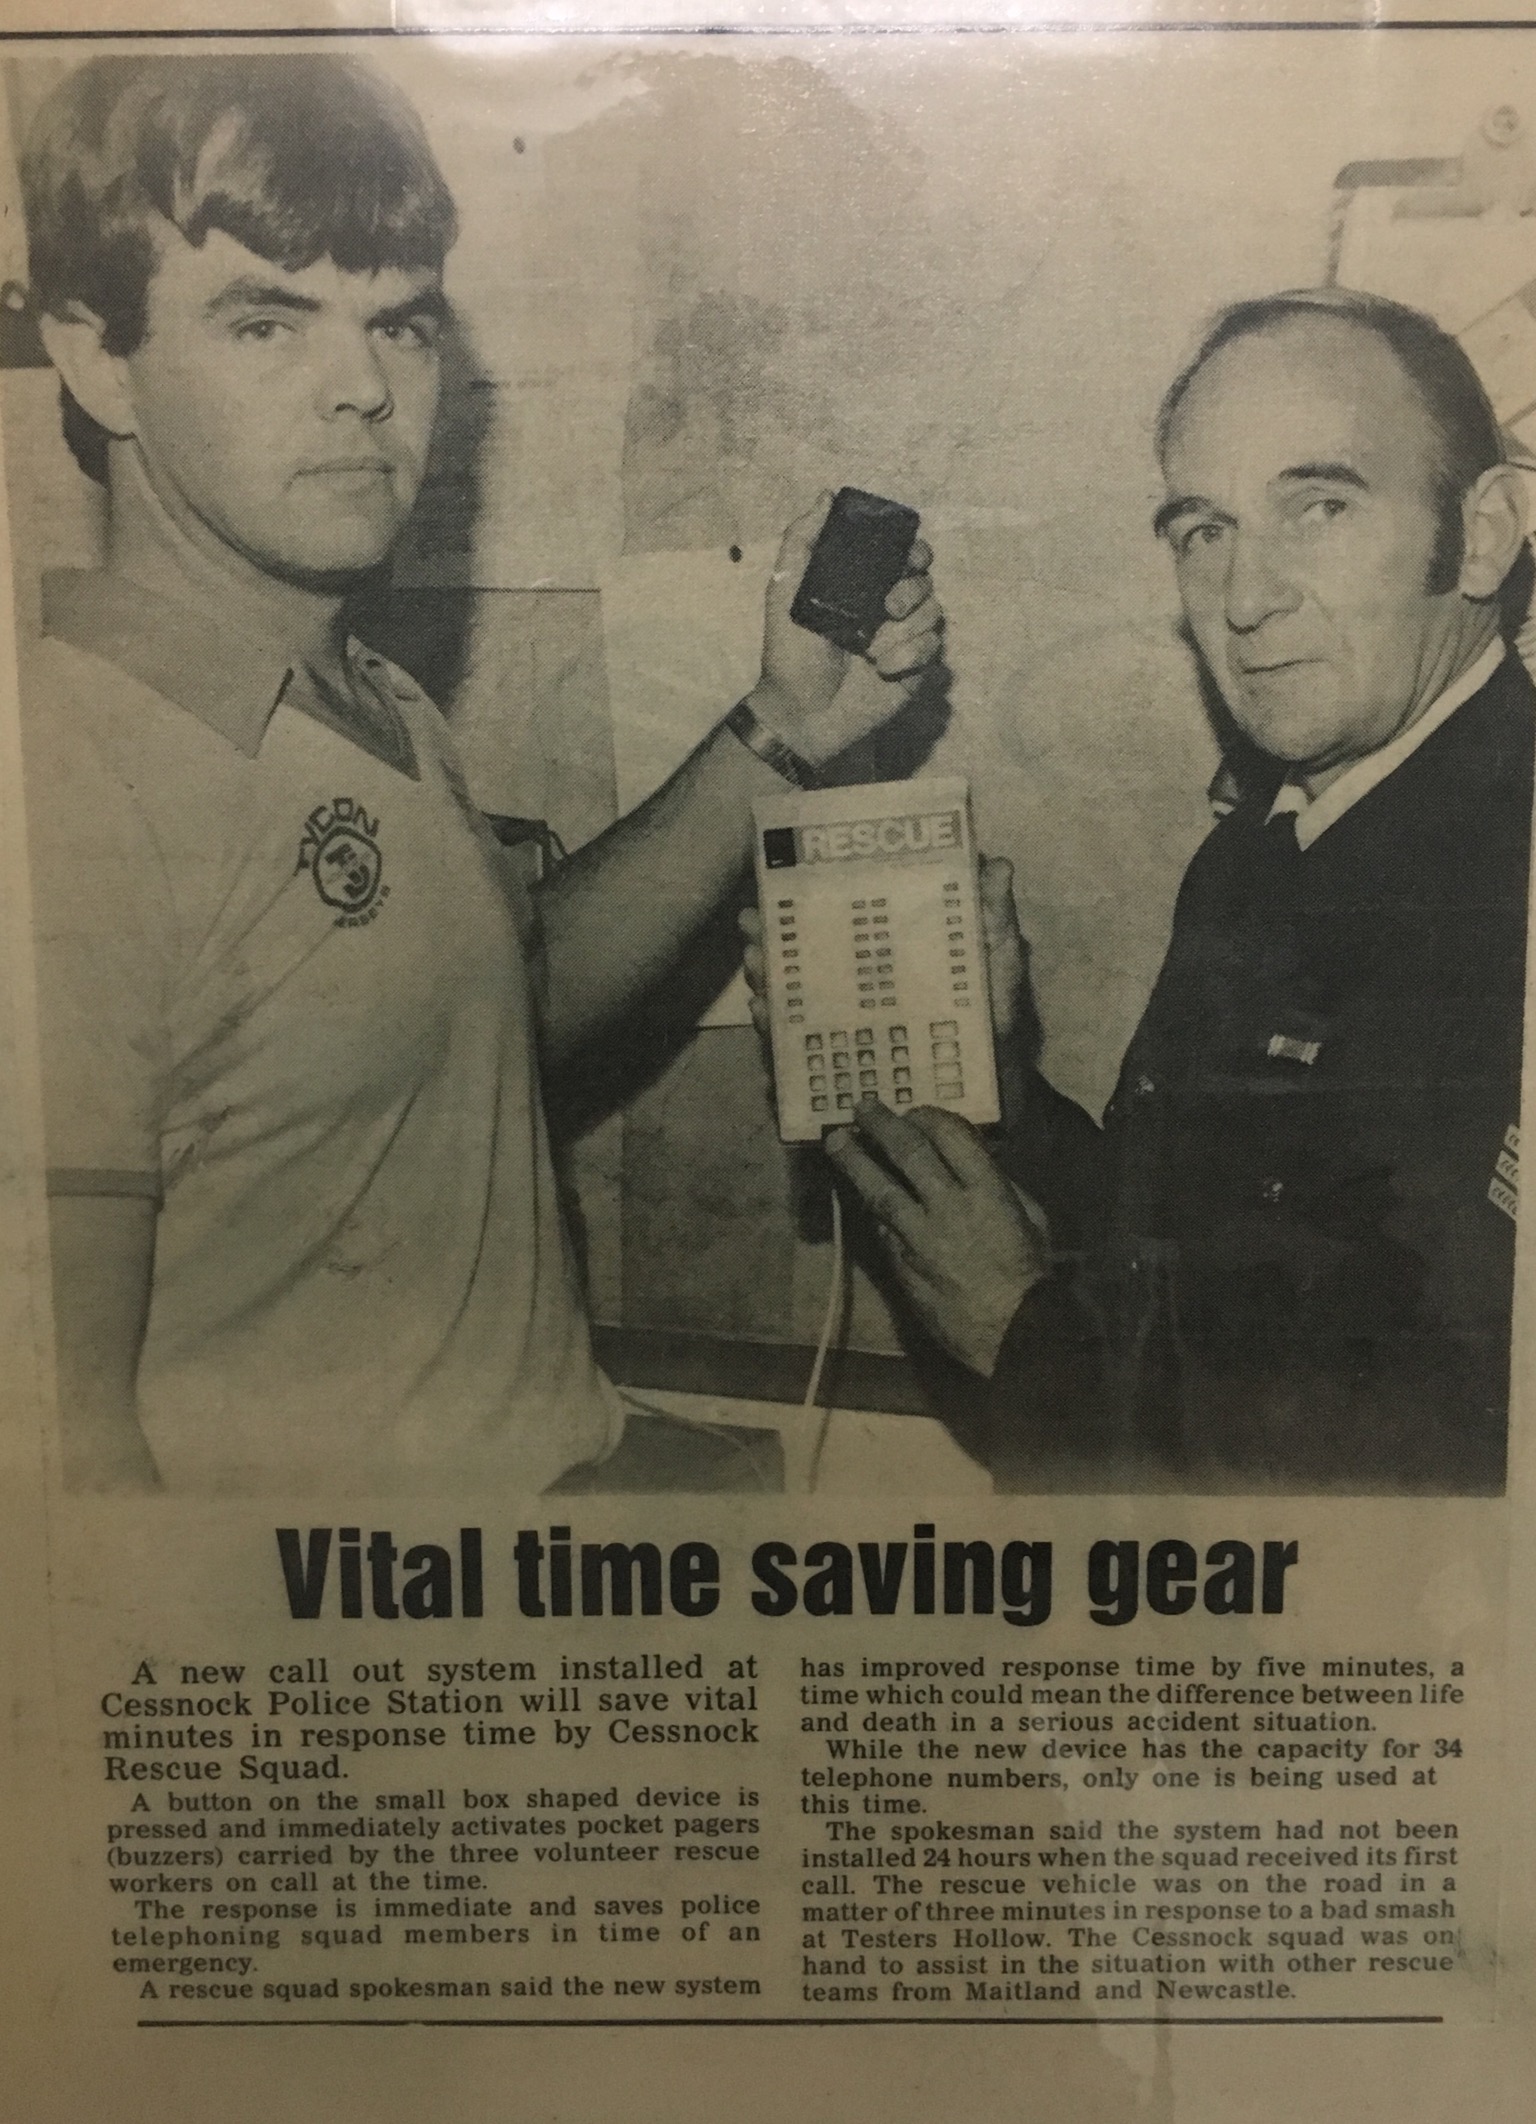 TYCON
RESCUE
Vital time saving gear
A new call out system installed at
Cessnock Police Station will save vital
minutes in response time by Cessnock
Rescue Squad.
A button on the small box shaped device is
pressed and immediately activates pocket pagers
(buzzers) carried by the three volunteer rescue
workers on call at the time.
The response is immediate and saves police
telephoning squad members in time of an
emergency.
A rescue squad spokesman said the new system
has improved response time by five minutes, a
time which could mean the difference between life
and death in a serious accident situation.
While the new device has the capacity for 34
telephone numbers, only one is being used at
this time.
The spokesman said the system had not been
installed 24 hours when the squad received its first
call. The rescue vehicle was on the road in a
matter of three minutes in response to a bad smash
at Testers Hollow. The Cessnock squad was on
hand to assist in the situation with other rescue
teams from Maitland and Newcastle.